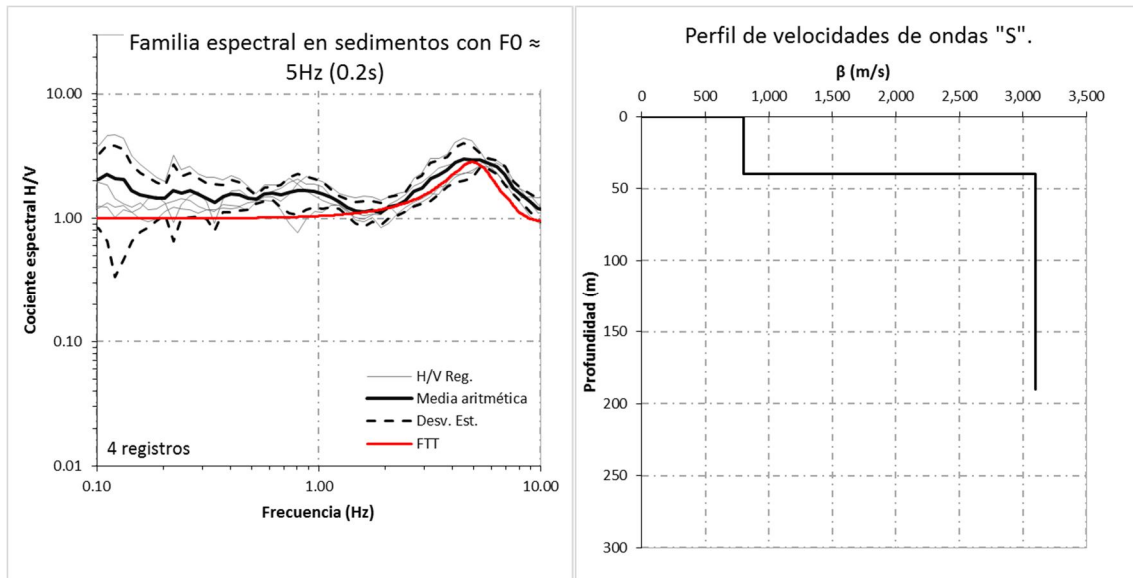 Familia espectral en sedimentos con F0 ≈
5Hz (0.2s)
Cociente espectral H/V
10.00
1.00
0.10
0.01
H/V Reg.
Media aritmética
Desv. Est.
FTT
4 registros
0.10
1.00
10.00
Frecuencia (Hz)
Perfil de velocidades de ondas "S".
β (m/s)
0 500 1,000 1,500 2,000 2,500 3,000 3,500
Profundidad (m)
0
50
100
150
200
250
300